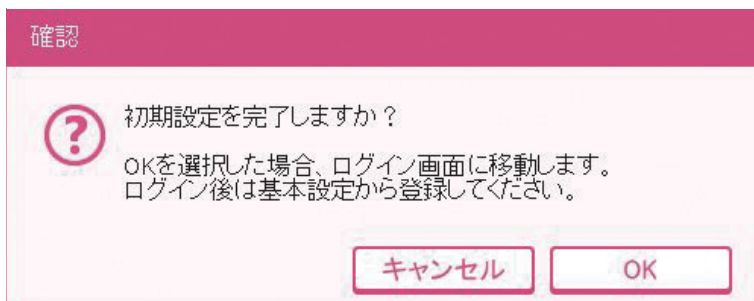 確認
初期設定を完了しますか？
OKを選択した場合、ログイン画面に移動します。
ログイン後は基本設定から登録してください。
キャンセル
OK